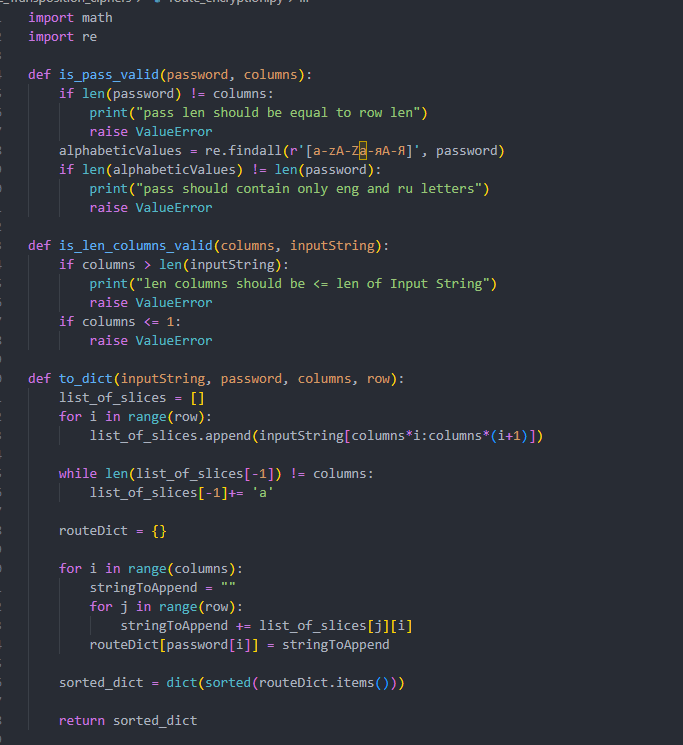 route_encryption.py
import math
import re
def is_pass_valid(password, columns):
    if len(password) != columns:
        print("pass len should be equal to row len")
        raise ValueError
    alphabeticValues = re.findall(r'[a-zA-Zа-яА-Я]', password)
    if len(alphabeticValues) != len(password):
        print("pass should contain only eng and ru letters")
        raise ValueError
def is_len_columns_valid(columns, inputString):
    if columns > len(inputString):
        print("len columns should be <= len of Input String")
        raise ValueError
    if columns <= 1:
        raise ValueError
def to_dict(inputString, password, columns, row):
    list_of_slices = []
    for i in range(row):
        list_of_slices.append(inputString[columns*i:columns*(i+1)])
    while len(list_of_slices[-1]) != columns:
        list_of_slices[-1]+= 'a'
    routeDict = {}
    for i in range(columns):
        stringToAppend = ""
        for j in range(row):
            stringToAppend += list_of_slices[j][i]
        routeDict[password[i]] = stringToAppend
    sorted_dict = dict(sorted(routeDict.items()))
    return sorted_dict